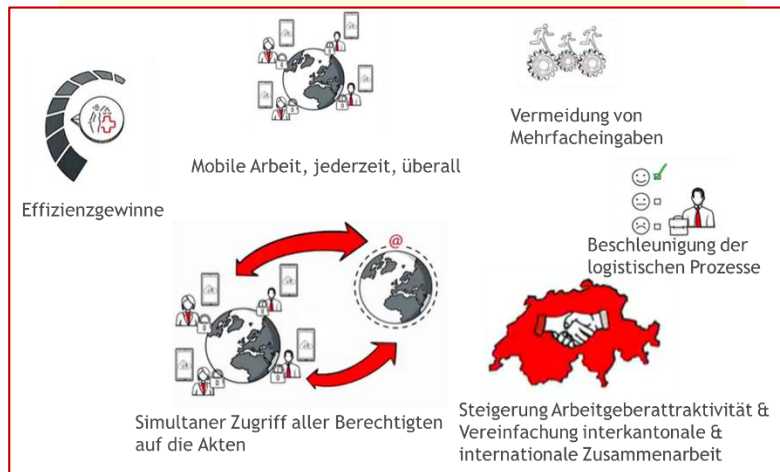 Effizienzgewinne
Mobile Arbeit, jederzeit, überall
Vermeidung von
Mehrfacheingaben
Beschleunigung der
logistischen Prozesse
@
Simultaner Zugriff aller Berechtigten
auf die Akten
Steigerung Arbeitgeberattraktivität &
Vereinfachung interkantonale &
internationale Zusammenarbeit